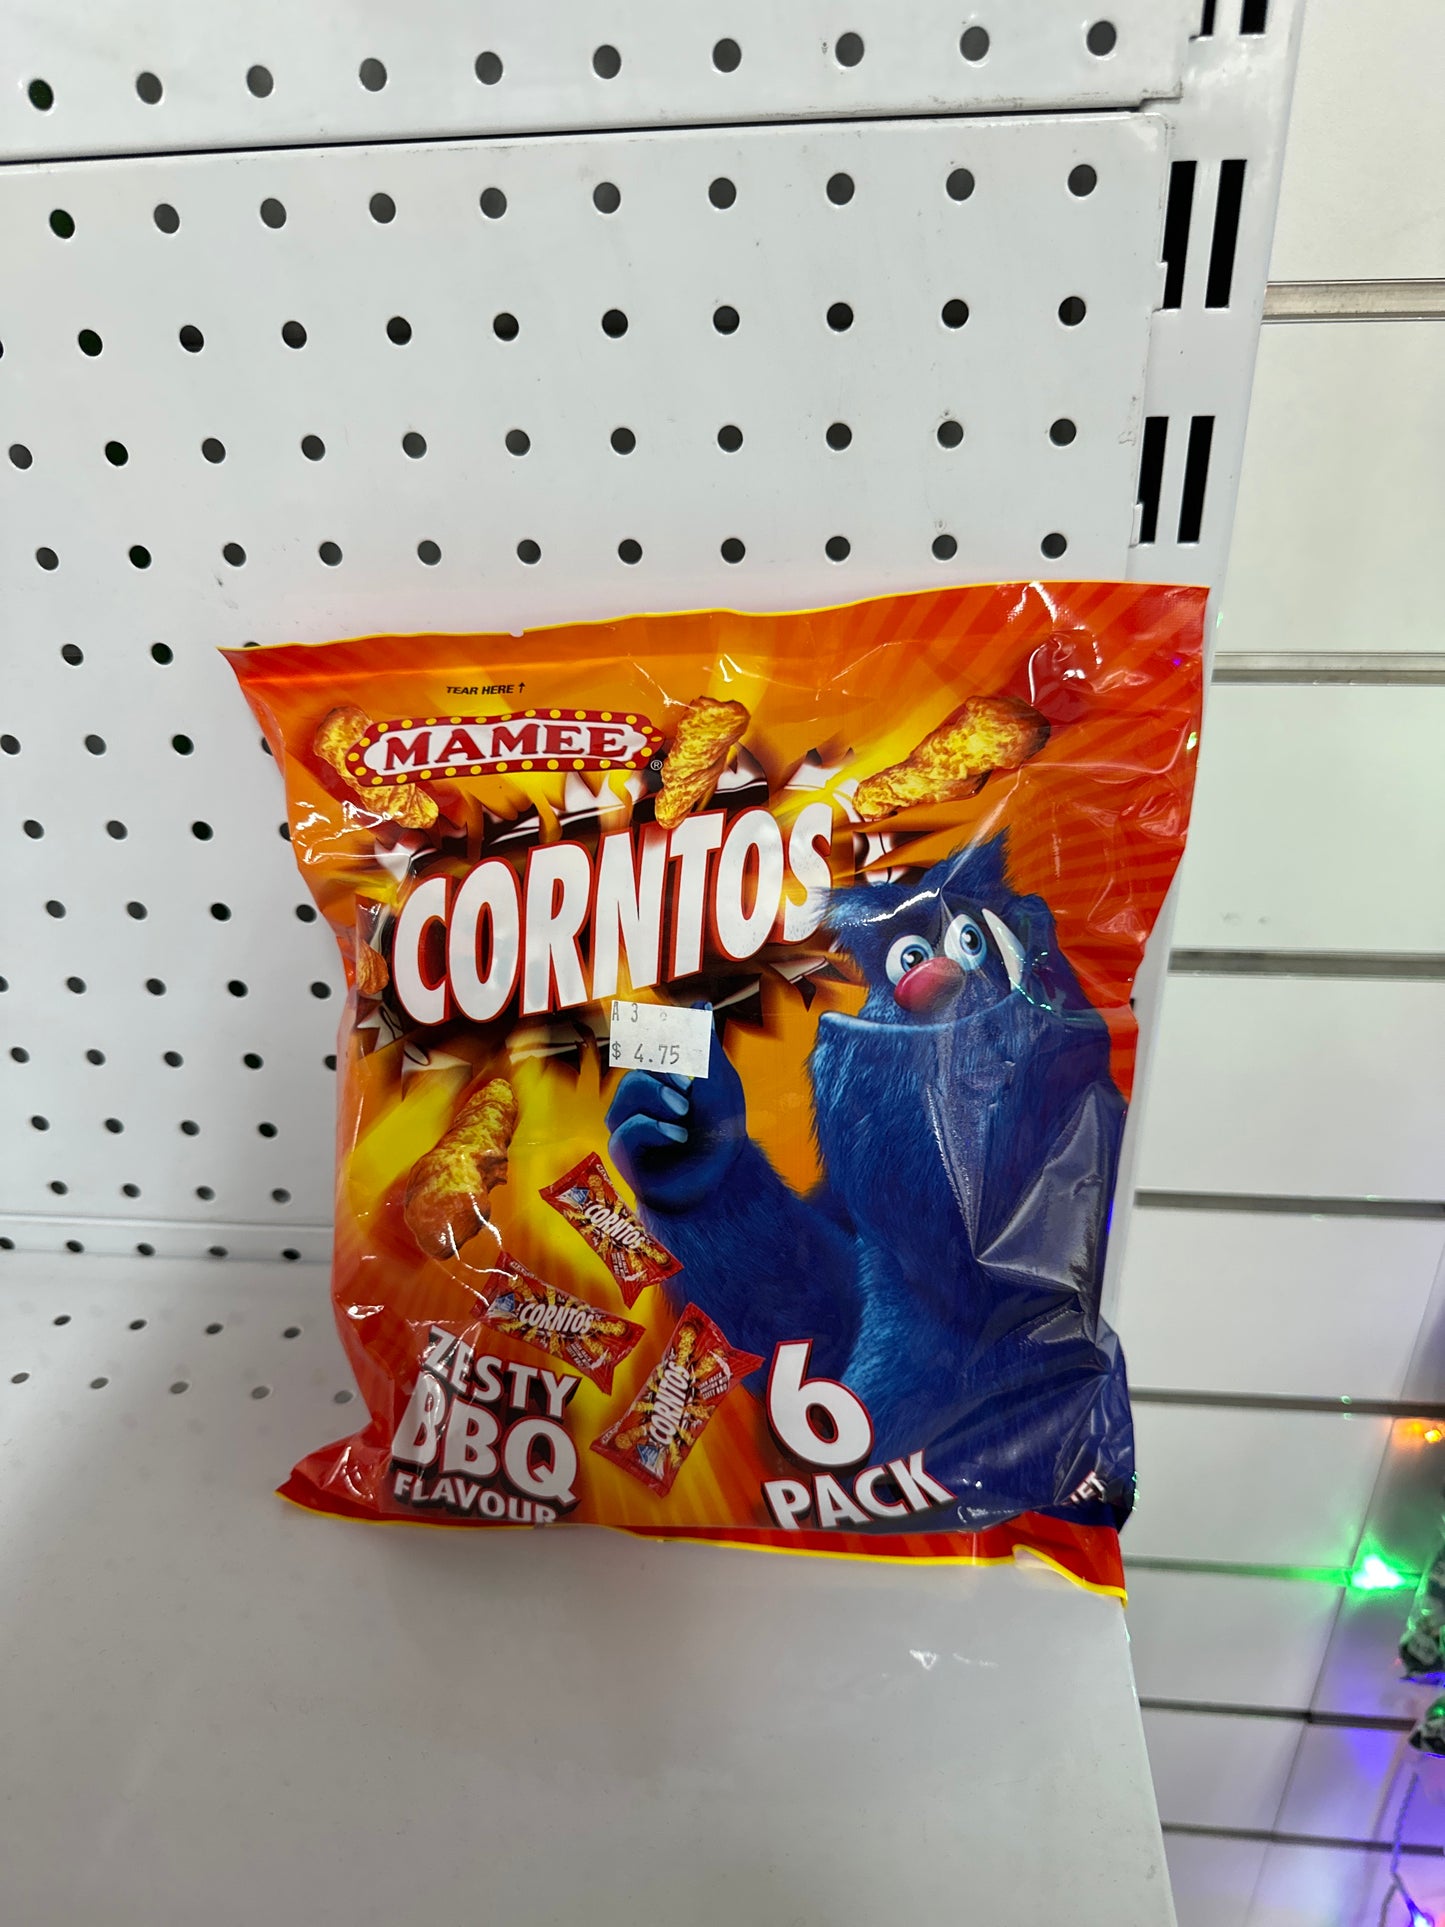 TEAR HERE ↑
MAMEE®
CORNTOS
A 3
$ 4.75
CORNTOS
CORNTOS
CORNTOS
ZESTY
BBQ
FLAVOUR
6
PACK